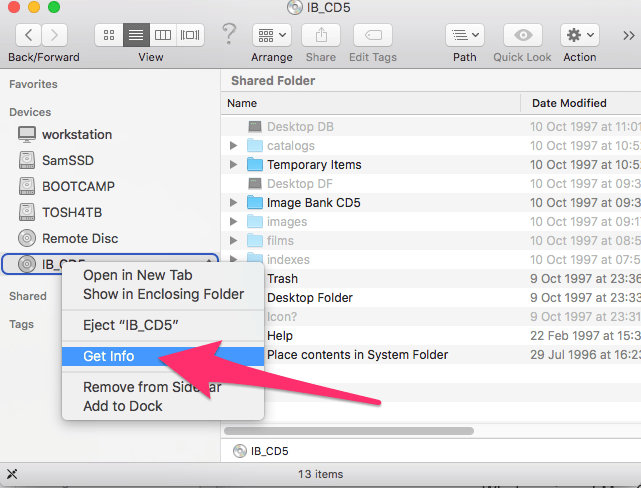 IB_CD5
Back/Forward
View
Arrange
Share
Edit Tags
Path
Quick Look
Action
Favorites
Devices
workstation
SamSSD
BOOTCAMP
TOSH4TB
Remote Disc
IB_CD5
Shared
Tags
Open in New Tab
Show in Enclosing Folder
Eject “IB_CD5”
Get Info
Remove from Sidebar
Add to Dock
Shared Folder
Name Date Modified
Desktop DB 10 Oct 1997 at 11:01
catalogs 10 Oct 1997 at 10:5
Temporary Items 10 Oct 1997 at 10:5
Desktop DF 10 Oct 1997 at 09:3
Image Bank CD5 10 Oct 1997 at 09:3
images 10 Oct 1997 at 09:17
films 10 Oct 1997 at 08:5
indexes 10 Oct 1997 at 07:5
Trash 9 Oct 1997 at 23:36
Desktop Folder 9 Oct 1997 at 23:36
Icon? 9 Oct 1997 at 23:31
Help 22 Feb 1997 at 15:3
Place contents in System Folder 29 Jul 1996 at 16:23
IB_CD5
13 items